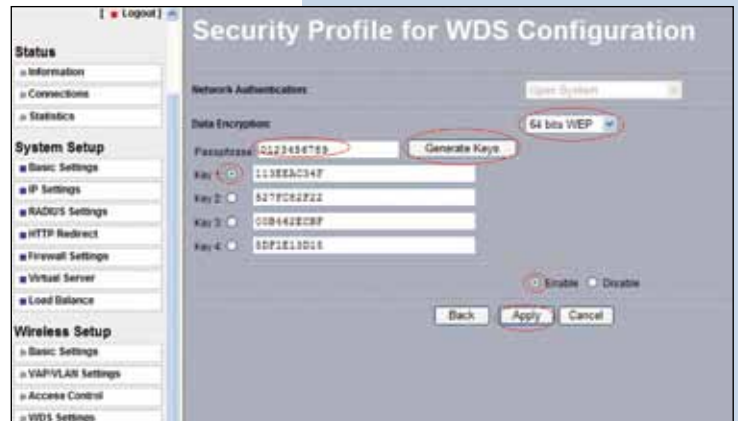 [ Logout ]
Status
Information
Connections
Statistics
System Setup
Basic Settings
IP Settings
RADIUS Settings
HTTP Redirect
Firewall Settings
Virtual Server
Load Balance
Wireless Setup
Basic Settings
VAP/VLAN Settings
Access Control
WDS Settings
Security Profile for WDS Configuration
Network Authentication: Open System
Data Encryption: 64 bits WEP
Passphrase 0123456789 Generate Keys
Key 1:
Key 2:
Key 3:
Key 4:
Enable Disable
Back Apply Cancel